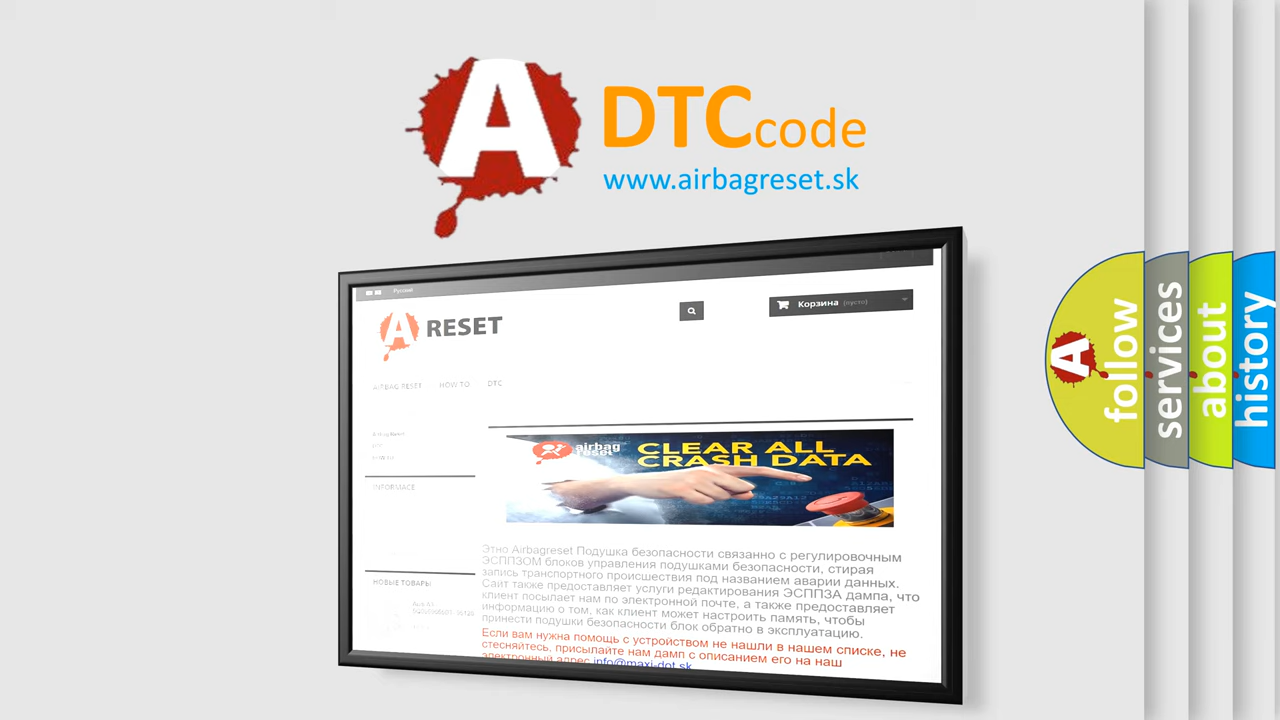 A DTCcode
www.airbagreset.sk
Русский
A RESET
Корзина (пусто)
AIRBAG RESET HOW TO DTC
Airbag Reset
INFORMACE
НОВЫЕ ТОВАРЫ
airbag
reset
CLEAR ALL
CRASH DATA
Этно Airbagreset Подушка безопасности связанно с регулировочным
ЭСППЗОМ блоков управления подушками безопасности, стирая
запись транспортного происшествия под названием аварии данных.
Сайт также предоставляет услуги редактирования ЭСППЗА дампа, что
клиент посылает нам по электронной почте, а также предоставляет
информацию о том, как клиент может настроить память, чтобы
принести подушки безопасности блок обратно в эксплуатацию.
Если вам нужна помощь с устройством не нашли в нашем списке, не
стесняйтесь, присылайте нам дамп с описанием его на наш
электронный адрес info@maxi-dot.sk
A
follow
services
about
history